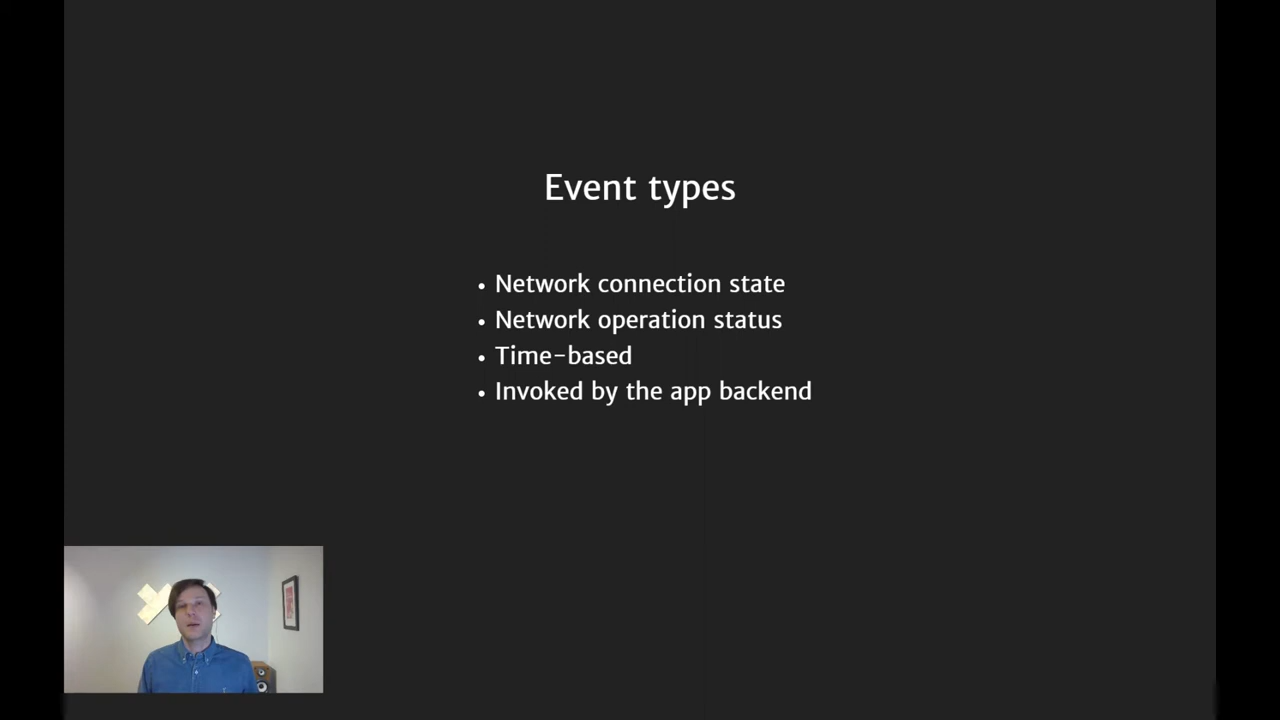 Event types
• Network connection state
• Network operation status
• Time-based
• Invoked by the app backend